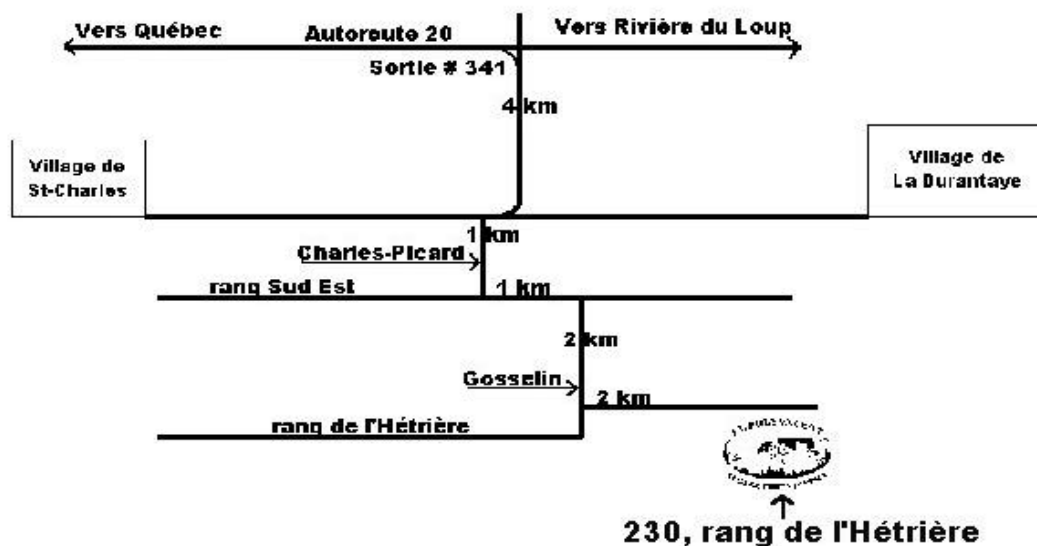 Vers Québec
Autoroute 20
Vers Rivière du Loup
Sortie # 341
4 km
Village de
St-Charles
Village de
La Durantaye
1 km
Charles-Picard
rang Sud Est
1 km
2 km
Gosselin
2 km
rang de l'Hétrière
230, rang de l'Hétrière